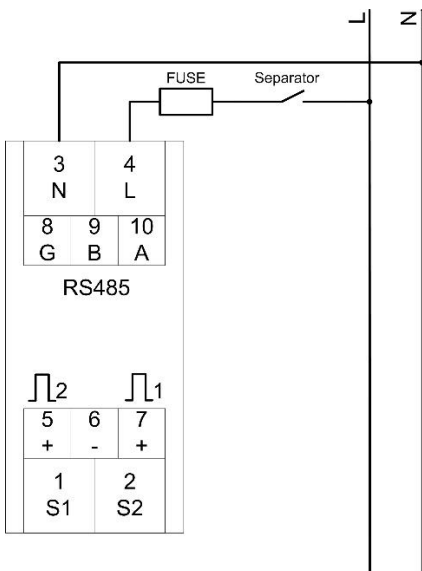 L N
FUSE Separator
3 4
N L
8 9 10
G B A
RS485
2 1
5 6 7
+ - +
1 2
S1 S2